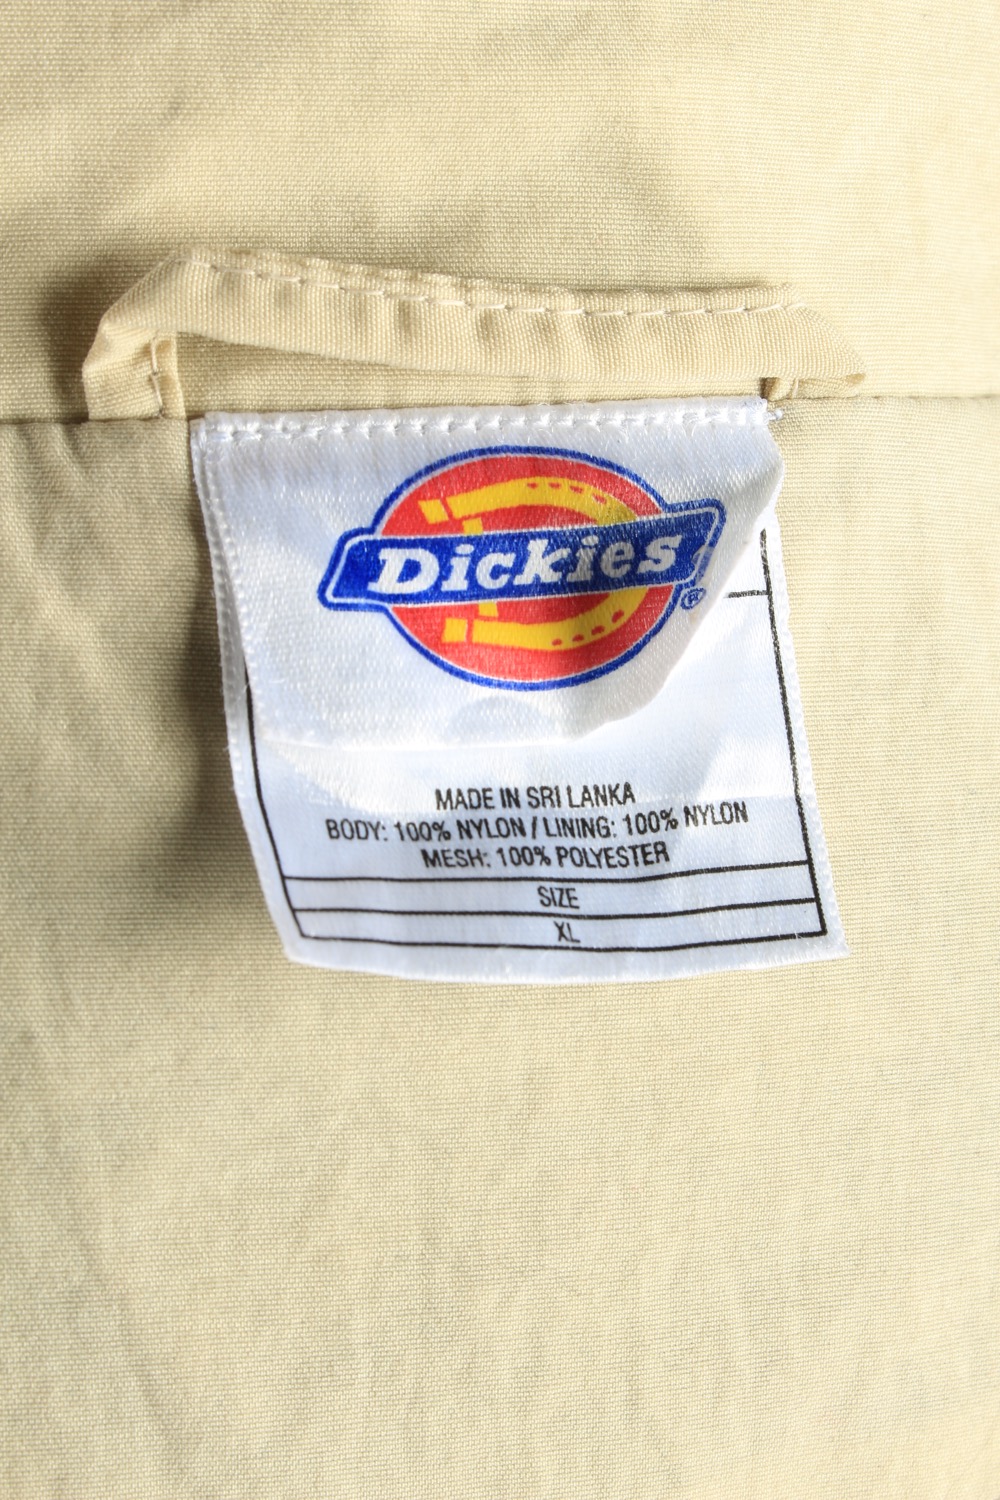 Dickies
®
MADE IN SRI LANKA
BODY: 100% NYLON / LINING: 100% NYLON
MESH: 100% POLYESTER
SIZE
XL